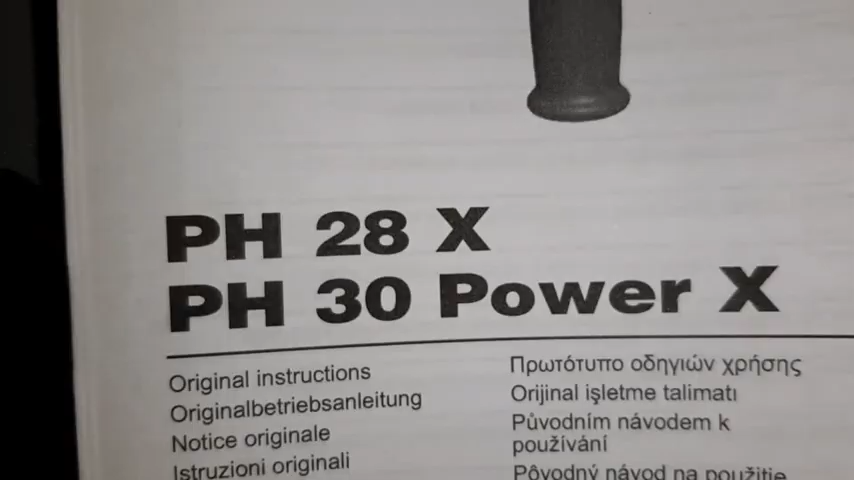 PH 28 X
PH 30 Power X
Original instructions
Originalbetriebsanleitung
Notice originale
Istruzioni originali
Πρωτότυπο οδηγιών χρήσης
Orijinal işletme talimatı
Původním návodem k
používání
Pôvodný návod na použitie